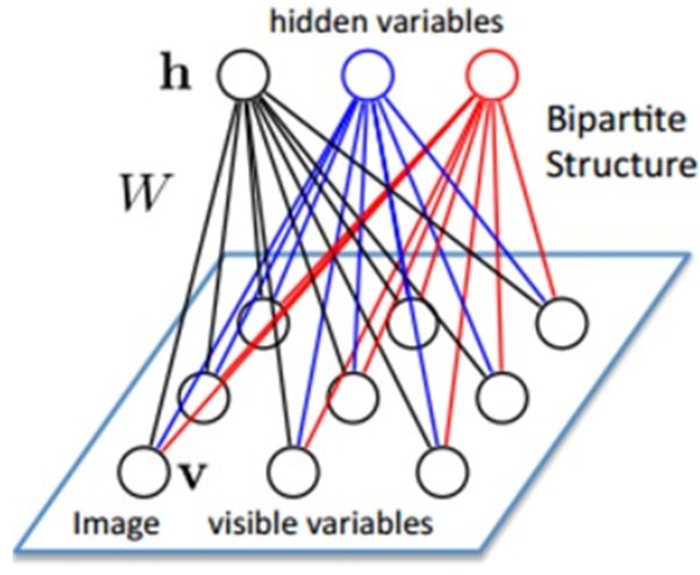 hidden variables
h
Bipartite
Structure
W
v
Image visible variables